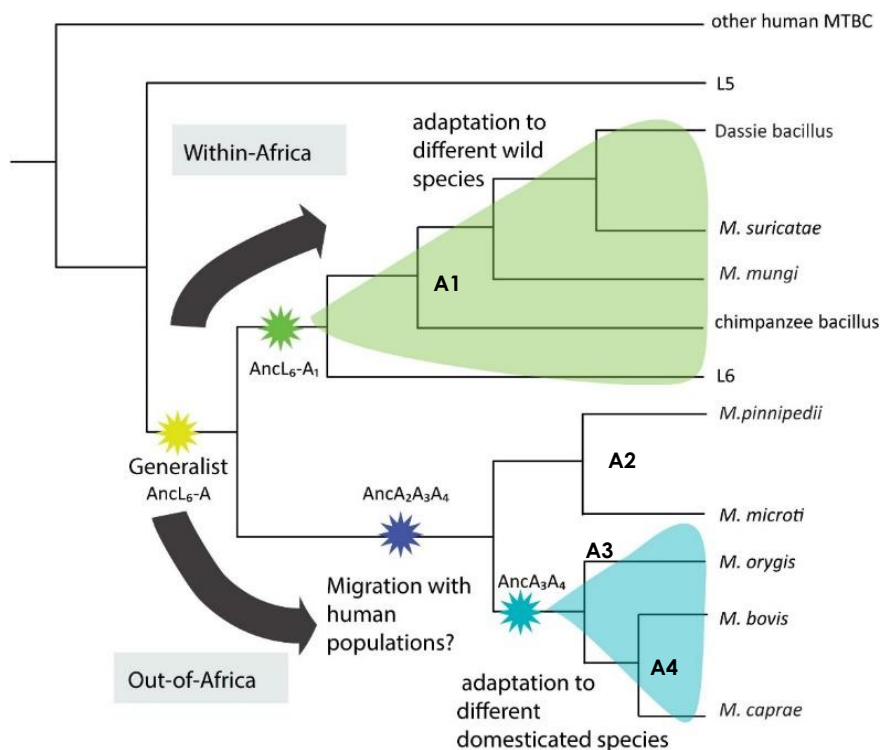 other human MTBC
L5
Within-Africa
adaptation to
different wild
species
Dassie bacillus
M. suricatae
A1
M. mungi
chimpanzee bacillus
AncL₆-A₁
L6
M.pinnipedii
Generalist
AncL₆-A
A2
AncA₂A₃A₄
M. microti
Migration with
human
populations?
A3
AncA₃A₄
M. orygis
M. bovis
A4
Out-of-Africa
adaptation to
different
domesticated species
M. caprae